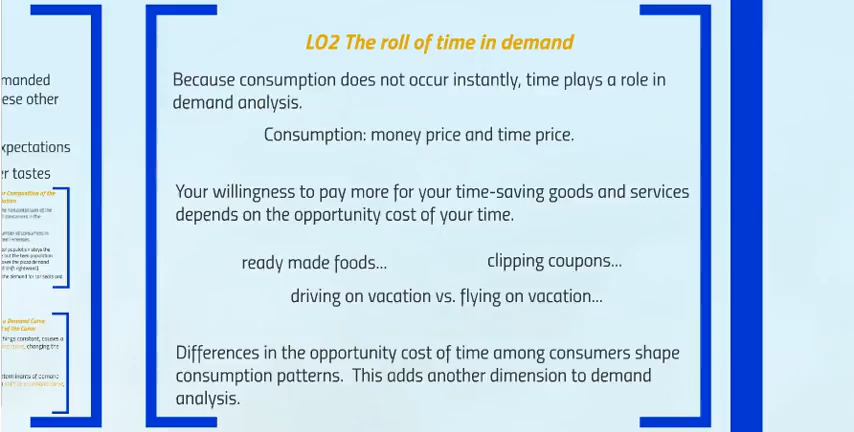 manded
ese other
xpectations
er tastes
r Composition of the
LO2 The roll of time in demand
Because consumption does not occur instantly, time plays a role in
demand analysis.
Consumption: money price and time price.
Your willingness to pay more for your time-saving goods and services
depends on the opportunity cost of your time.
ready made foods...
clipping coupons...
driving on vacation vs. flying on vacation...
Differences in the opportunity cost of time among consumers shape
consumption patterns. This adds another dimension to demand
analysis.